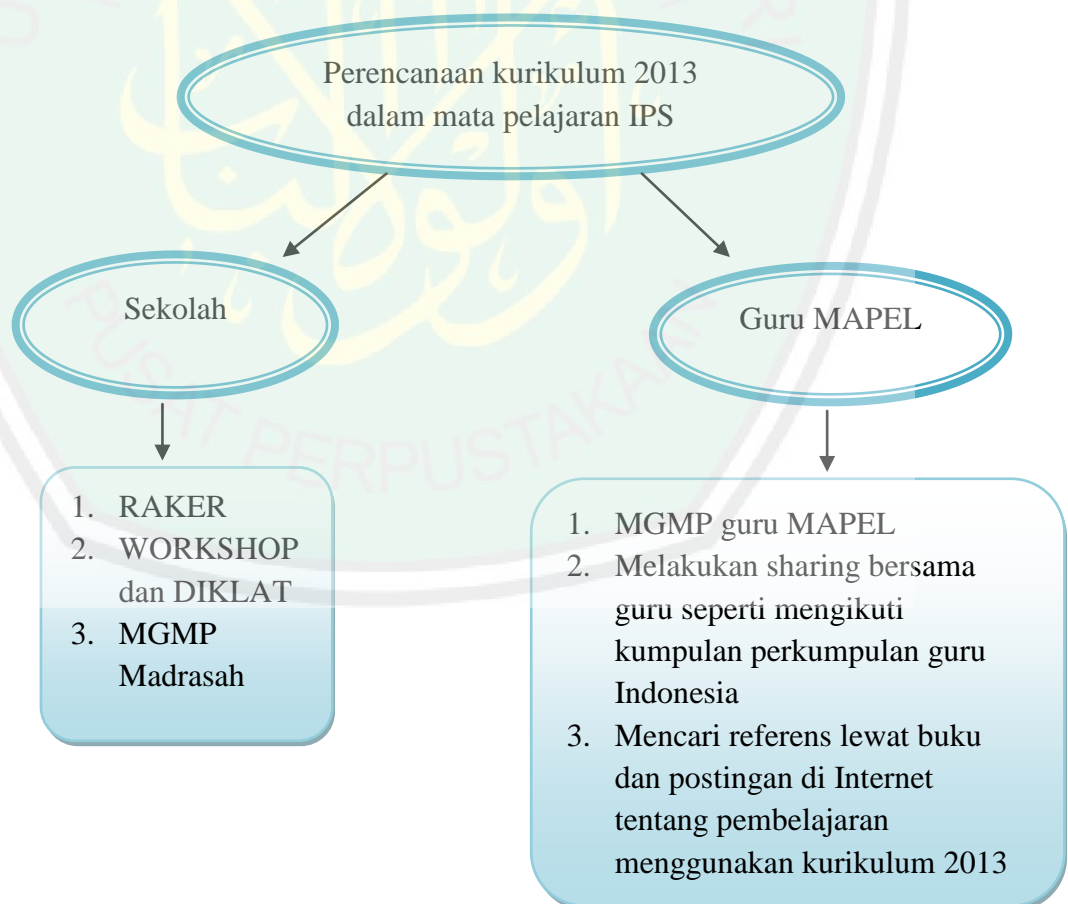 Perencanaan kurikulum 2013
dalam mata pelajaran IPS
Sekolah
Guru MAPEL
1. RAKER
2. WORKSHOP
dan DIKLAT
3. MGMP
Madrasah
1. MGMP guru MAPEL
2. Melakukan sharing bersama
guru seperti mengikuti
kumpulan perkumpulan guru
Indonesia
3. Mencari referens lewat buku
dan postingan di Internet
tentang pembelajaran
menggunakan kurikulum 2013
PUSAT PERPUSTAKAAN